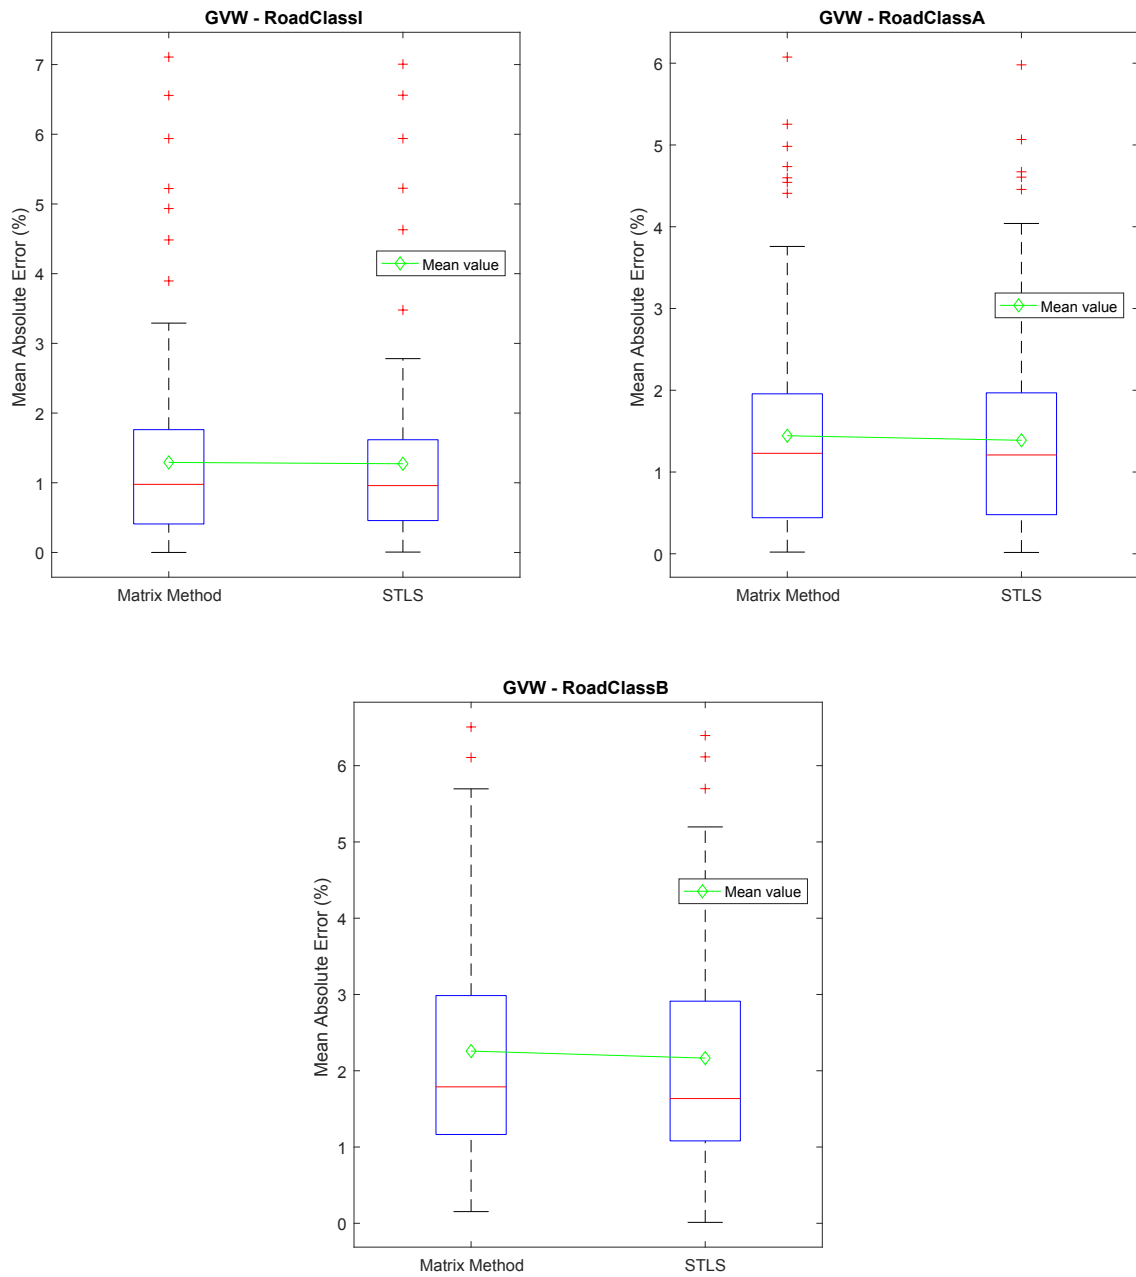 GVW - RoadClassI
7
6
5
4
3
2
1
0
Mean Absolute Error (%)
Mean value
Matrix Method
STLS
GVW - RoadClassA
6
5
4
3
2
1
0
Mean Absolute Error (%)
Mean value
Matrix Method
STLS
GVW - RoadClassB
6
5
4
3
2
1
0
Mean Absolute Error (%)
Mean value
Matrix Method
STLS